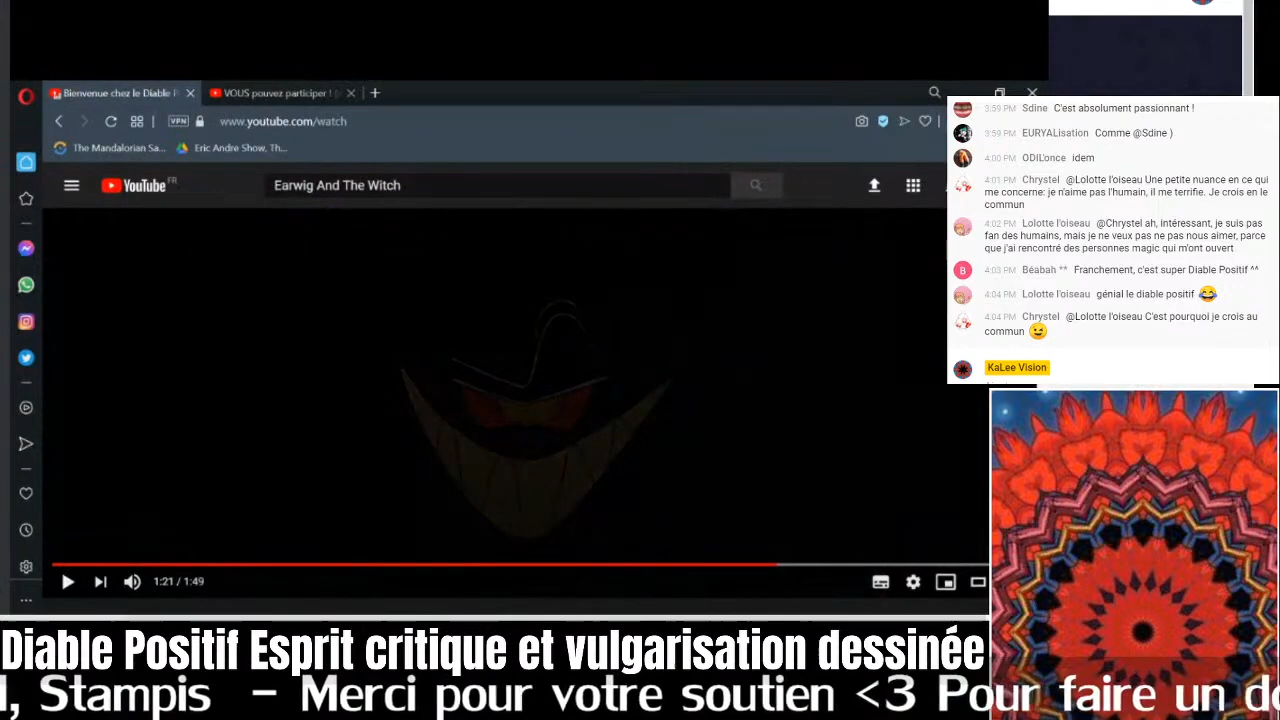 Bienvenue chez le Diable P
VOUS pouvez participer !
VPN
www.youtube.com/watch
The Mandalorian Sa...
Eric Andre Show, Th...
YouTube FR
Earwig And The Witch
1:21 / 1:49
3:59 PM Sdine C'est absolument passionnant !
3:59 PM EURYALisation Comme @Sdine )
4:00 PM ODIL'once idem
4:01 PM Chrystel @Lolotte l'oiseau Une petite nuance en ce qui
me concerne: je n'aime pas l'humain, il me terrifie. Je crois en le
commun
4:02 PM Lolotte l'oiseau @Chrystel ah, intéressant, je suis pas
fan des humains, mais je ne veux pas ne pas nous aimer, parce
que j'ai rencontré des personnes magic qui m'ont ouvert
B
4:03 PM Béabah ** Franchement, c'est super Diable Positif ^^
4:04 PM Lolotte l'oiseau génial le diable positif 😂
4:04 PM Chrystel @Lolotte l'oiseau C'est pourquoi je crois au
commun 😉
KaLee Vision
Diable Positif Esprit critique et vulgarisation dessinée
l, Stampis - Merci pour votre soutien <3 Pour faire un do